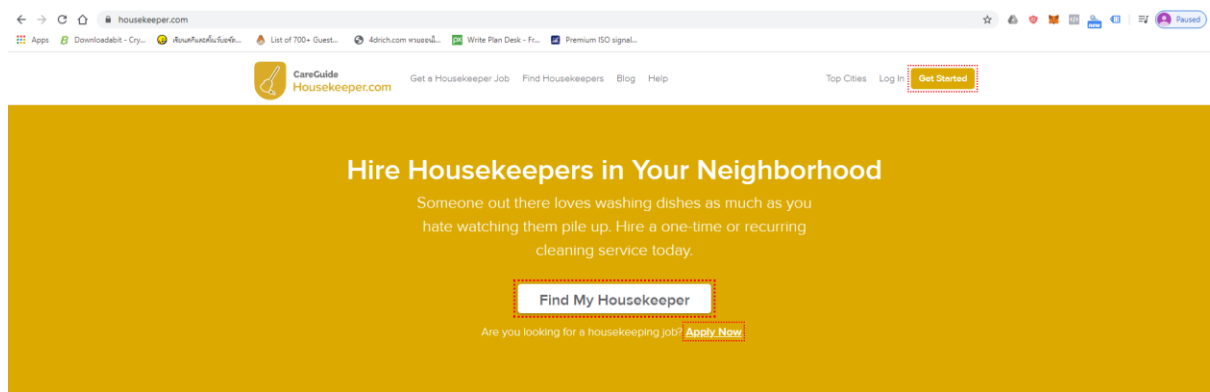 housekeeper.com
Paused
Apps
Downloadabit - Cry...
List of 700+ Guest...
4drich.com
Write Plan Desk - Fr...
Premium ISO signal...
CareGuide
Housekeeper.com
Get a Housekeeper Job Find Housekeepers Blog Help
Top Cities Log In Get Started
Hire Housekeepers in Your Neighborhood
Someone out there loves washing dishes as much as you
hate watching them pile up. Hire a one-time or recurring
cleaning service today.
Find My Housekeeper
Are you looking for a housekeeping job? Apply Now